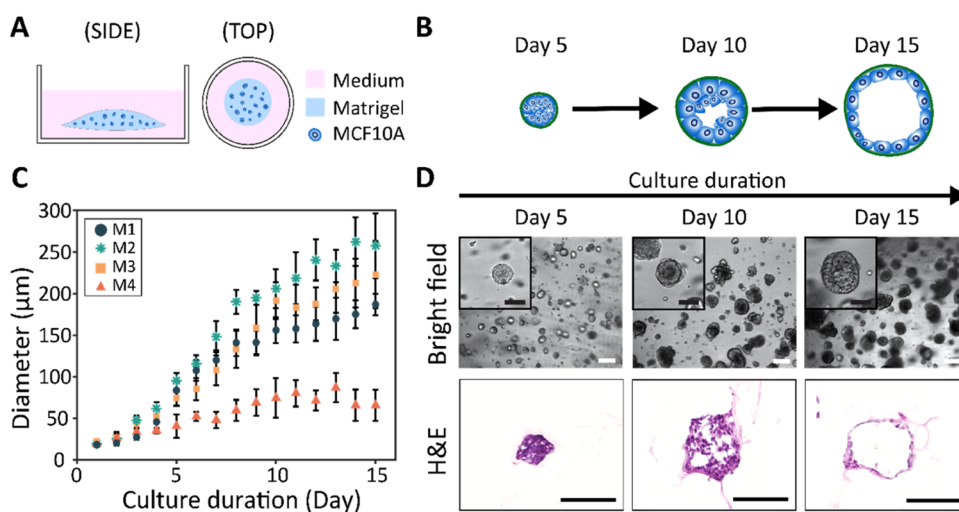 A
(SIDE)
(TOP)
Medium
Matrigel
MCF10A
B
Day 5
Day 10
Day 15
C
300
250
200
150
100
50
0
Diameter (µm)
M1
M2
M3
M4
0
5
10
15
Culture duration (Day)
D
Culture duration
Day 5
Day 10
Day 15
Bright field
H&E